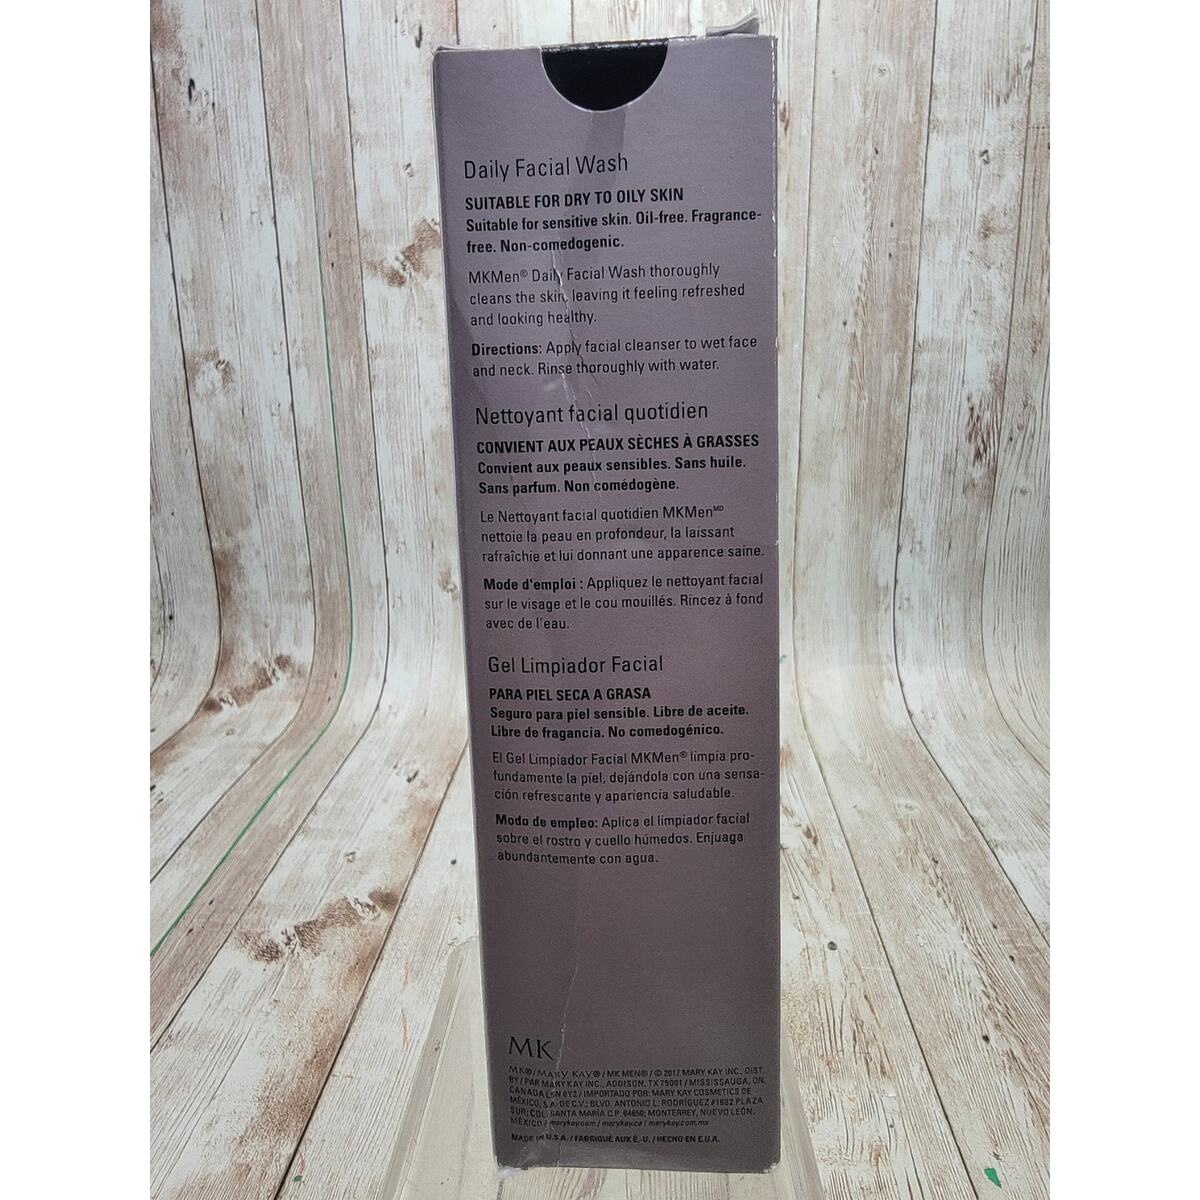 Daily Facial Wash
SUITABLE FOR DRY TO OILY SKIN
Suitable for sensitive skin. Oil-free. Fragrance-
free. Non-comedogenic.
MKMen® Daily Facial Wash thoroughly
cleans the skin, leaving it feeling refreshed
and looking healthy.
Directions: Apply facial cleanser to wet face
and neck. Rinse thoroughly with water.
Nettoyant facial quotidien
CONVIENT AUX PEAUX SÈCHES À GRASSES
Convient aux peaux sensibles. Sans huile.
Sans parfum. Non comédogène.
Le Nettoyant facial quotidien MKMenᴹᴰ
nettoie la peau en profondeur, la laissant
rafraîchie et lui donnant une apparence saine.
Mode d'emploi : Appliquez le nettoyant facial
sur le visage et le cou mouillés. Rincez à fond
avec de l'eau.
Gel Limpiador Facial
PARA PIEL SECA A GRASA
Seguro para piel sensible. Libre de aceite.
Libre de fragancia. No comedogénico.
El Gel Limpiador Facial MKMen® limpia pro-
fundamente la piel, dejándola con una sensa-
ción refrescante y apariencia saludable.
Modo de empleo: Aplica el limpiador facial
sobre el rostro y cuello húmedos. Enjuaga
abundantemente con agua.
MK
MK®/MARY KAY®/MK MEN®/© 2017 MARY KAY INC. DIST.
BY/PAR MARY KAY INC., ADDISON, TX 75001 / MISSISSAUGA, ON,
CANADA L5N 6Y2 / IMPORTADO POR: MARY KAY COSMETICS DE
MÉXICO, S.A. DE C.V.; BLVD. ANTONIO L. RODRÍGUEZ #1882 PLAZA
SUR; COL. SANTA MARÍA C.P. 64650; MONTERREY, NUEVO LEÓN,
MÉXICO / marykay.com / marykay.ca / marykay.com.mx
MADE IN U.S.A. / FABRIQUÉ AUX É.-U. / HECHO EN E.U.A.